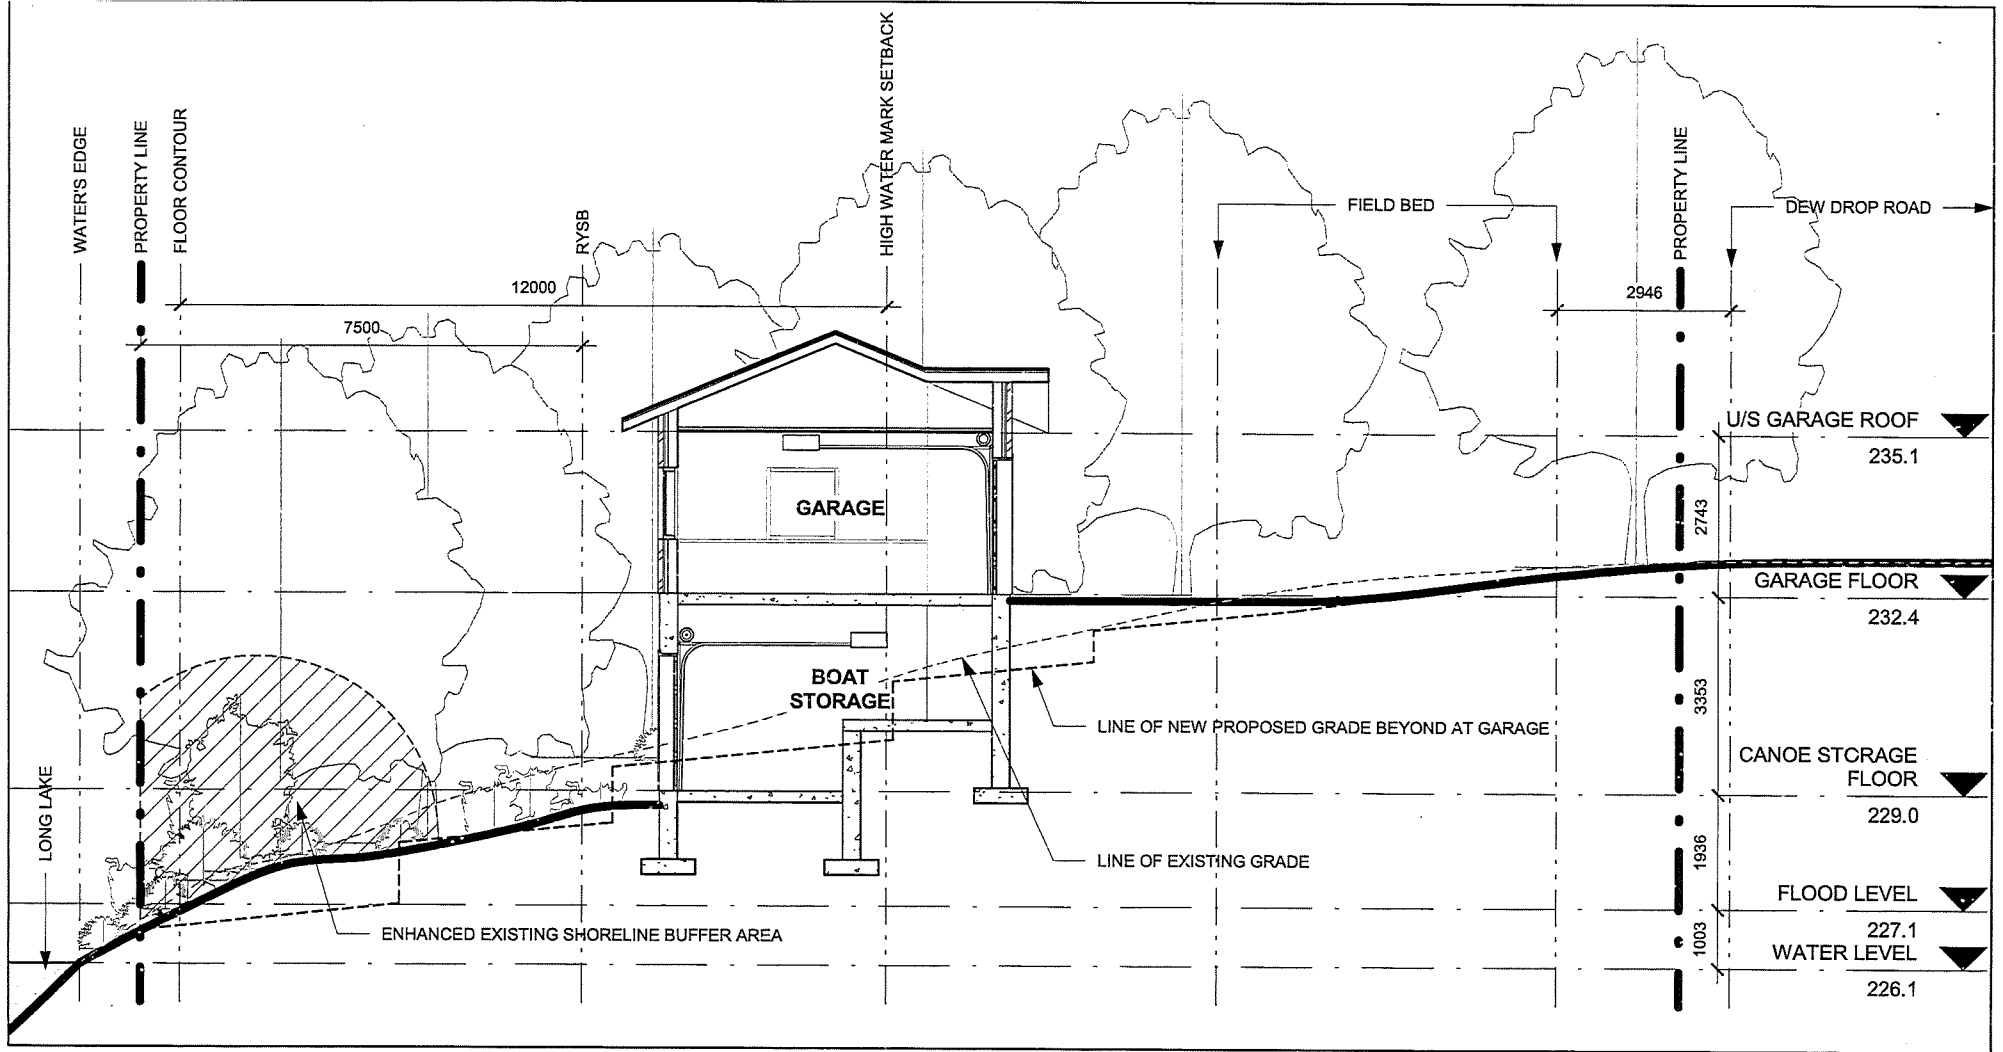 WATER'S EDGE
PROPERTY LINE
FLOOR CONTOUR
RYSB
HIGH WATER MARK SETBACK
FIELD BED
PROPERTY LINE
DEW DROP ROAD
12000
2946
7500
U/S GARAGE ROOF
235.1
GARAGE
2743
GARAGE FLOOR
232.4
BOAT
STORAGE
3353
LINE OF NEW PROPOSED GRADE BEYOND AT GARAGE
CANOE STORAGE
FLOOR
229.0
LONG LAKE
1936
LINE OF EXISTING GRADE
FLOOD LEVEL
227.1
ENHANCED EXISTING SHORELINE BUFFER AREA
1003
WATER LEVEL
226.1